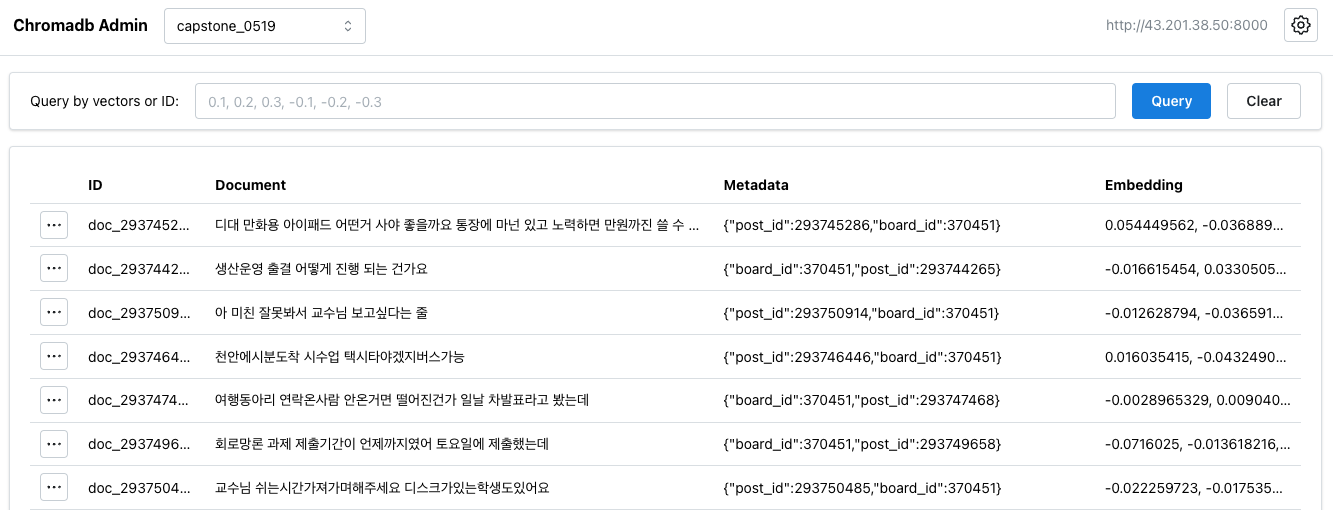 Chromadb Admin capstone_0519 http://43.201.38.50:8000
Query by vectors or ID: 0.1, 0.2, 0.3, -0.1, -0.2, -0.3 Query Clear
ID Document Metadata Embedding
... doc_2937452... 디대 만화용 아이패드 어떤거 사야 좋을까요 통장에 마넌 있고 노력하면 만원까진 쓸 수 ... {"post_id":293745286,"board_id":370451} 0.054449562, -0.036889...
... doc_2937442... 생산운영 출결 어떻게 진행 되는 건가요 {"board_id":370451,"post_id":293744265} -0.016615454, 0.0330505...
... doc_2937509... 아 미친 잘못봐서 교수님 보고싶다는 줄 {"post_id":293750914,"board_id":370451} -0.012628794, -0.036591...
... doc_2937464... 천안에시분도착 시수업 택시타야겠지버스가능 {"post_id":293746446,"board_id":370451} 0.016035415, -0.0432490...
... doc_2937474... 여행동아리 연락온사람 안온거면 떨어진건가 일날 차발표라고 봤는데 {"board_id":370451,"post_id":293747468} -0.0028965329, 0.009040...
... doc_2937496... 회로망론 과제 제출기간이 언제까지였어 토요일에 제출했는데 {"board_id":370451,"post_id":293749658} -0.0716025, -0.013618216,...
... doc_2937504... 교수님 쉬는시간가져가며해주세요 디스크가있는학생도있어요 {"post_id":293750485,"board_id":370451} -0.022259723, -0.017535...